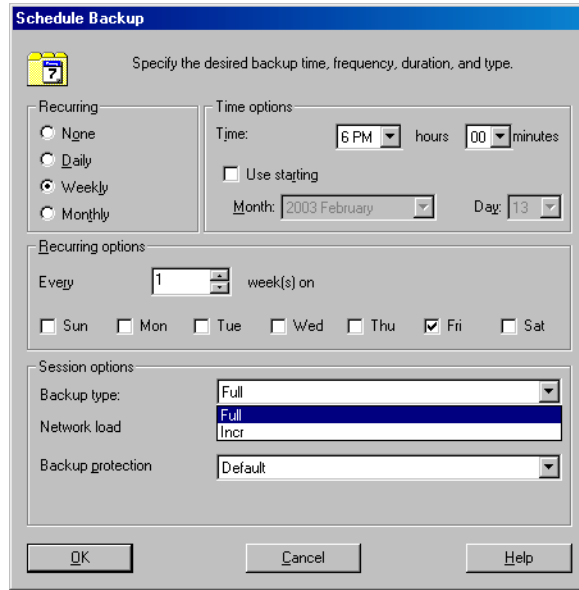 Schedule Backup
7
Specify the desired backup time, frequency, duration, and type.
Recurring
None
Daily
Weekly
Monthly
Time options
Time: 6 PM hours 00 minutes
Use starting
Month: 2003 February Day: 13
Recurring options
Every 1 week(s) on
Sun Mon Tue Wed Thu Fri Sat
Session options
Backup type: Full
Full
Network load
Incr
Backup protection Default
OK Cancel Help